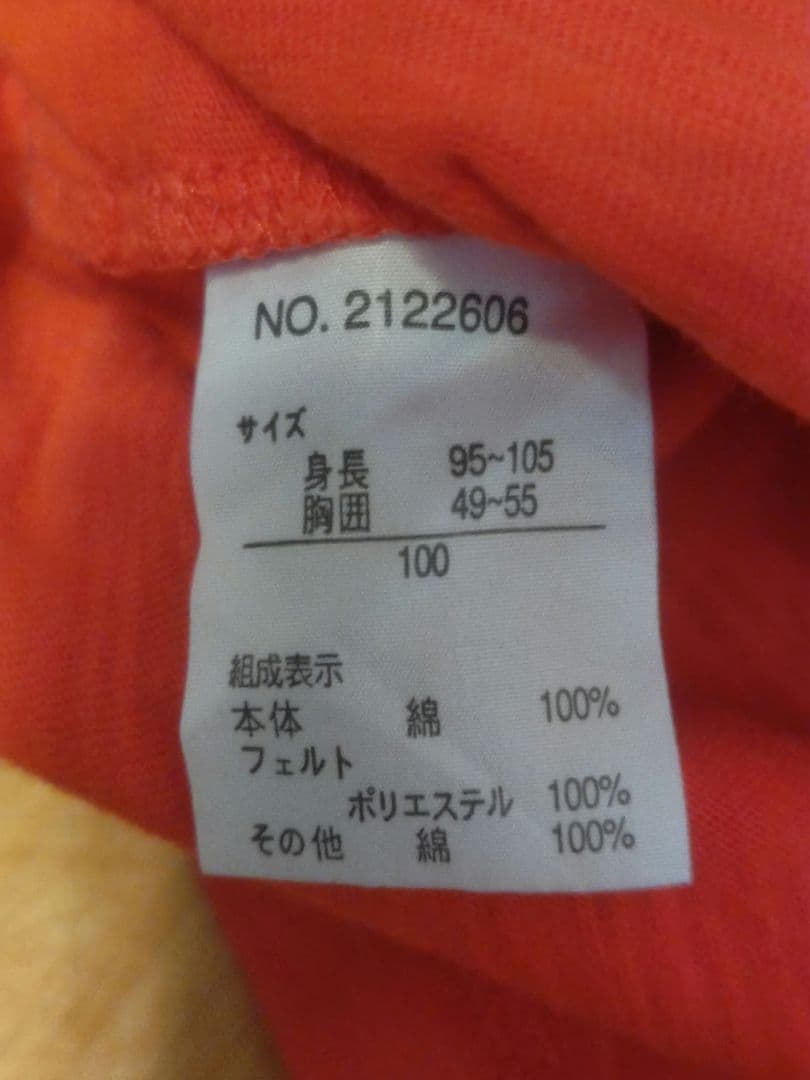 NO. 2122606
サイズ
身長 95~105
胸囲 49~55
100
組成表示
本体 綿 100%
フェルト
ポリエステル 100%
その他 綿 100%